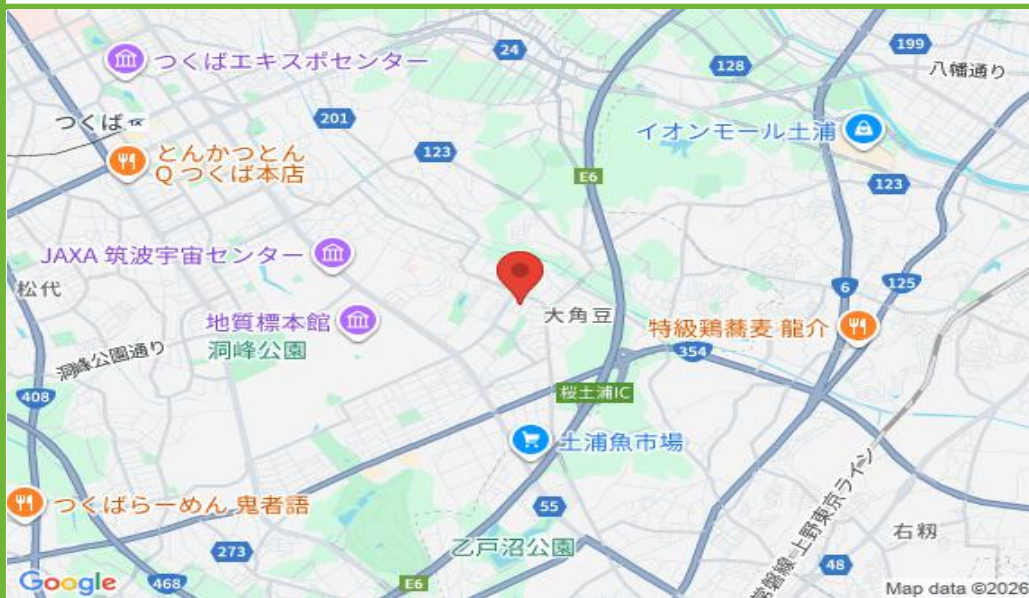 24
199
つくばエキスポセンター
128
八幡通り
つくば
201
イオンモール土浦
とんかつとん
Q つくば本店
123
E6
123
JAXA 筑波宇宙センター
松代
6
125
地質標本館
大角豆
特級鶏蕎麦 龍介
洞峰公園
洞峰公園通り
354
408
桜土浦IC
土浦魚市場
つくばらーめん 鬼者語
55
常磐線·上野東京ライン
乙戸沼公園
右籾
273
48
468
E6
Google
Map data ©2026